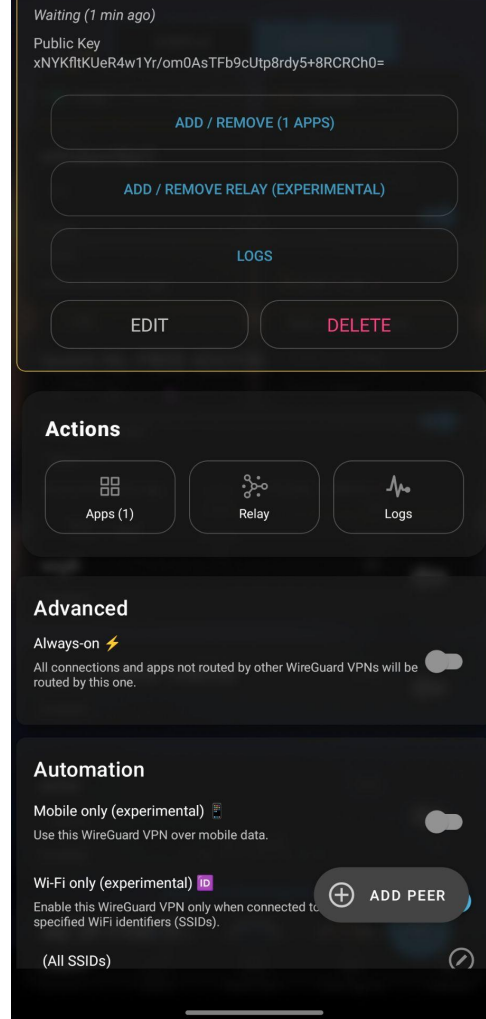 Waiting (1 min ago)
Public Key
xNYKfltKUeR4w1Yr/om0AsTFb9cUtp8rdy5+8RCRCh0=
ADD / REMOVE (1 APPS)
ADD / REMOVE RELAY (EXPERIMENTAL)
LOGS
EDIT
DELETE
Actions
Apps (1)
Relay
Logs
Advanced
Always-on ⚡
All connections and apps not routed by other WireGuard VPNs will be
routed by this one.
Automation
Mobile only (experimental) 📱
Use this WireGuard VPN over mobile data.
Wi-Fi only (experimental) 🆔
Enable this WireGuard VPN only when connected to
specified WiFi identifiers (SSIDs).
ADD PEER
(All SSIDs)